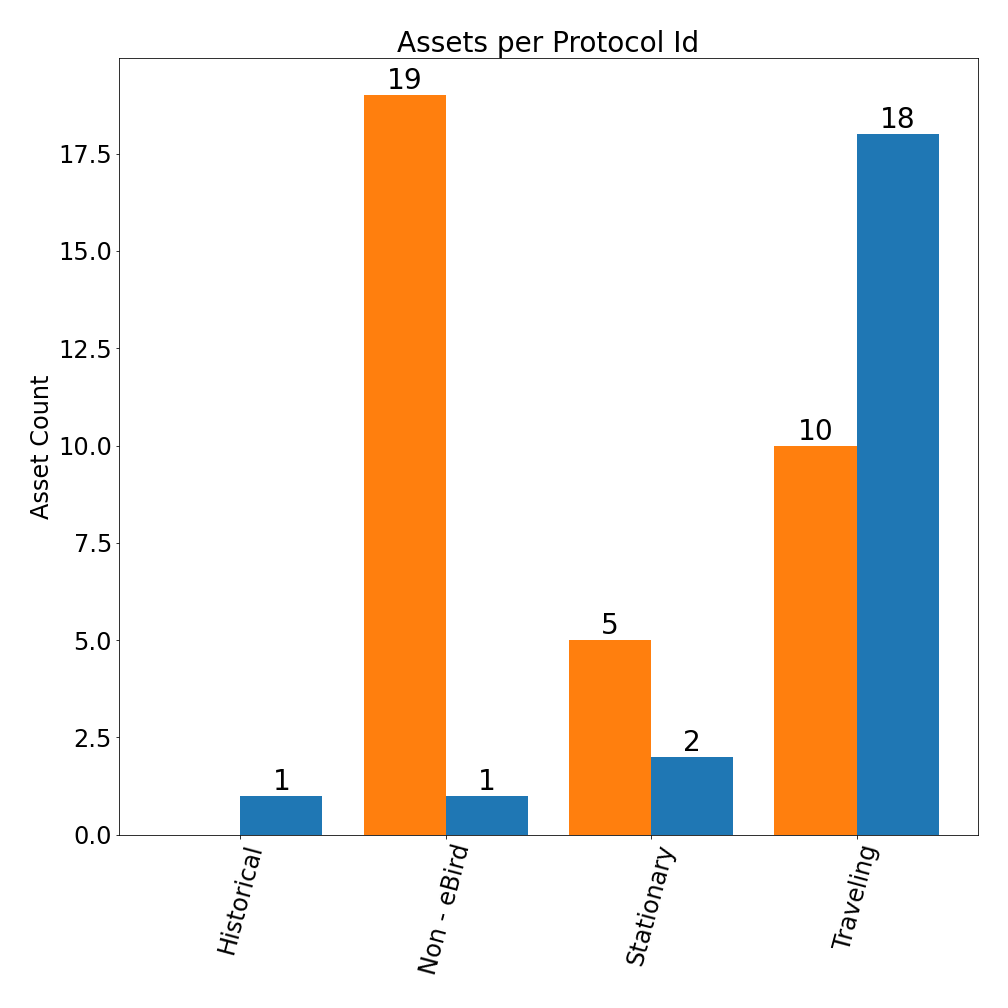 Assets per Protocol Id
19
18
17.5
15.0
12.5
10
10.0
Asset Count
7.5
5
5.0
2
2.5
1
1
0.0
Historical
Non - eBird
Stationary
Traveling